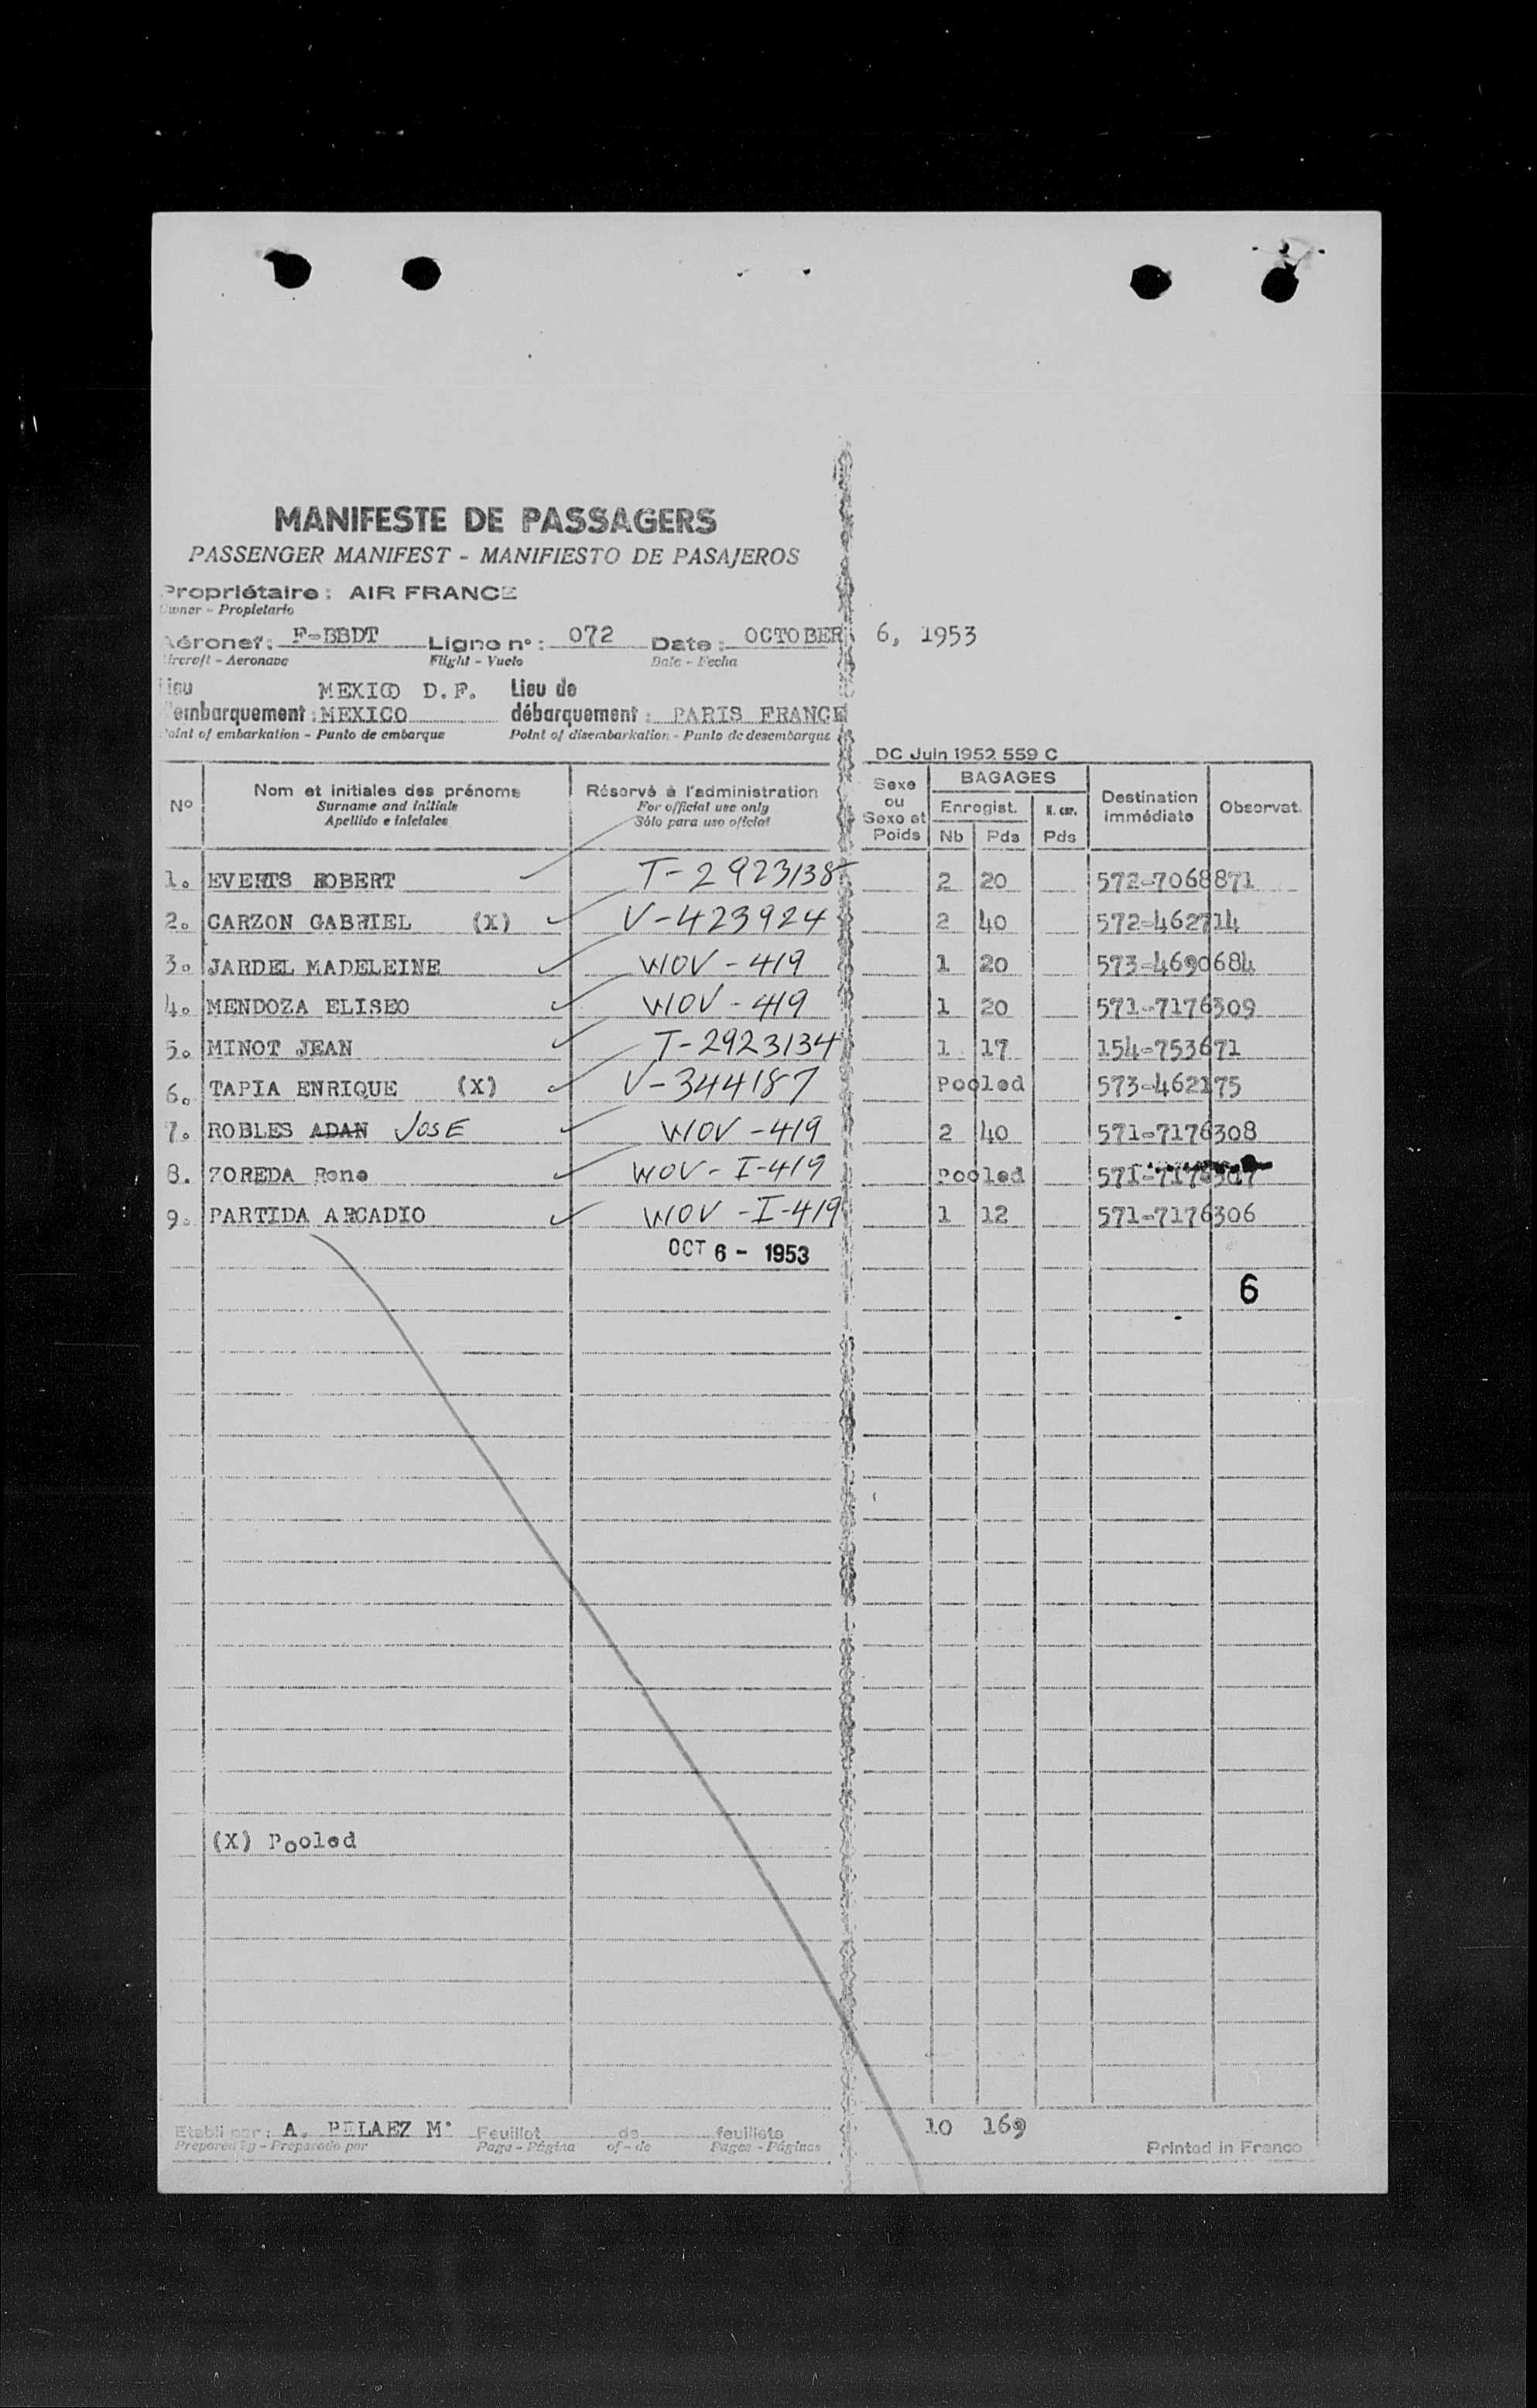 MANIFESTE DE PASSAGERS
PASSENGER MANIFEST - MANIFIESTO DE PASAJEROS
Propriétaire : AIR FRANCE
Owner - Propietario
Aéronef : F-BBDT Ligne n° : 072 Date : OCTOBER 6, 1953
Aircraft - Aeronave Flight - Vuelo Date - Fecha
Lieu MEXICO D.F. Lieu de
d'embarquement : MEXICO débarquement : PARIS FRANCE
Point of embarkation - Punto de embarque Point of disembarkation - Punto de desembarque
DC Juin 1952 559 C
N° Nom et initiales des prénoms Réservé à l'administration Sexe ou Sexo et Poids BAGAGES Destination immédiate Observat.
Surname and initials For official use only Enregist. N. car.
Apellido e iniciales Sólo para uso oficial Nb Pds Pds
1. EVERTS ROBERT T-2923138 2 20 572-7068871
2. CARZON GABRIEL (X) V-423924 2 40 572-462714
3. JARDEL MADELEINE WOV-419 1 20 573-4690684
4. MENDOZA ELISEO WOV-419 1 20 571-7176309
5. MINOT JEAN T-2923134 1 17 154-753671
6. TAPIA ENRIQUE (X) V-344187 Pooled 573-462175
7. ROBLES ADAN JOSE WOV-419 2 40 571-7176308
8. ZOREDA Rene WOV-I-419 Pooled 571-7176307
9. PARTIDA ARCADIO WOV-I-419 1 12 571-7176306
OCT 6 - 1953
6
(X) Pooled
Etabli par : A. PELAEZ M. Feuillet de feuillets 10 169
Prepared by - Preparado por Page - Página of - de Pages - Páginas Printed in France